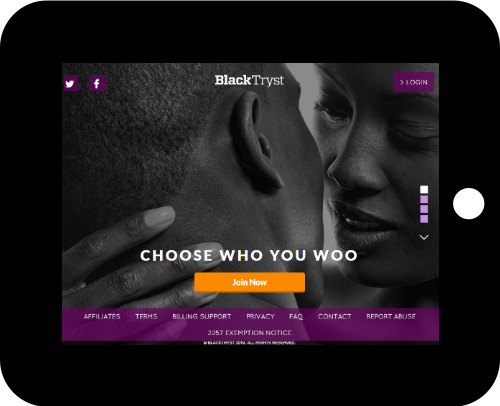 BlackTryst
> LOGIN
CHOOSE WHO YOU WOO
Join Now
AFFILIATES TERMS BILLING SUPPORT PRIVACY FAQ CONTACT REPORT ABUSE
2257 EXEMPTION NOTICE
© BLACKTRYST 2019. ALL RIGHTS RESERVED.